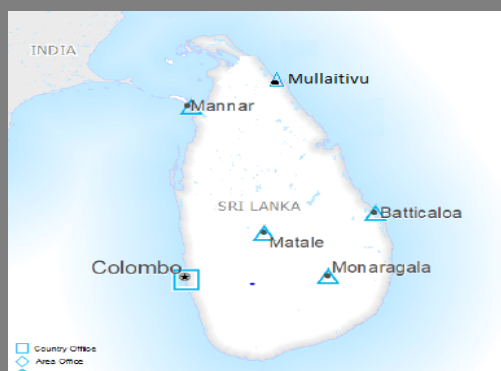 INDIA
Mullaitivu
Mannar
SRI LANKA
Batticaloa
Matale
Colombo
Monaragala
Country Office
Area Office